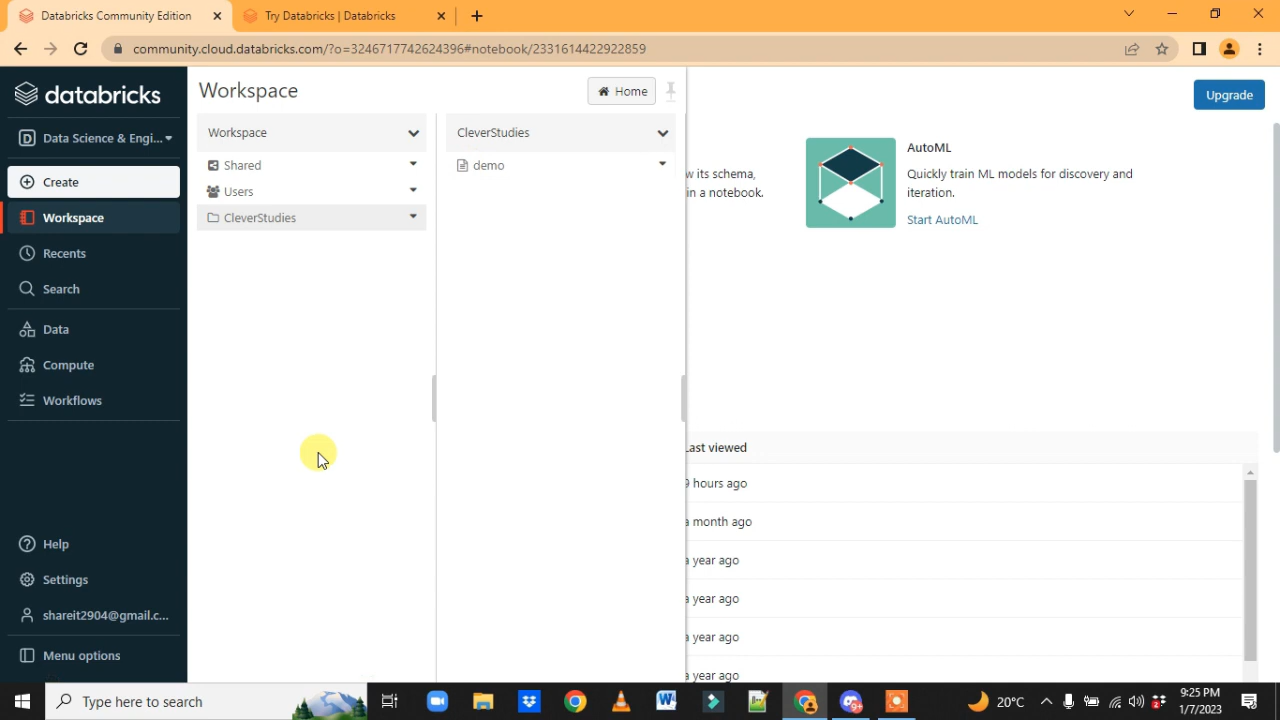 Databricks Community Edition
Try Databricks | Databricks
community.cloud.databricks.com/?o=3246717742624396#notebook/2331614422922859
databricks
Data Science & Engi...
Create
Workspace
Recents
Search
Data
Compute
Workflows
Help
Settings
shareit2904@gmail.c...
Menu options
Workspace
Home
Workspace
Shared
Users
CleverStudies
CleverStudies
demo
Upgrade
w its schema,
in a notebook.
AutoML
Quickly train ML models for discovery and
iteration.
Start AutoML
Last viewed
9 hours ago
a month ago
a year ago
a year ago
a year ago
a year ago
Type here to search
20°C
9:25 PM
1/7/2023